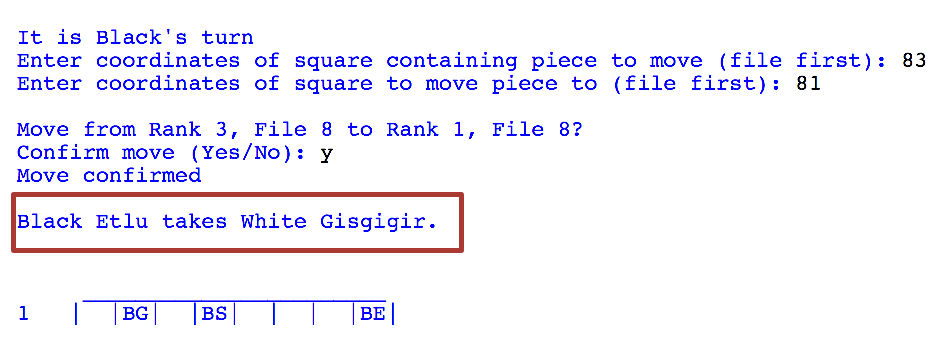 It is Black's turn
Enter coordinates of square containing piece to move (file first): 83
Enter coordinates of square to move piece to (file first): 81
Move from Rank 3, File 8 to Rank 1, File 8?
Confirm move (Yes/No): y
Move confirmed
Black Etlu takes White Gisgigir.
1 | |BG| |BS| | | |BE|